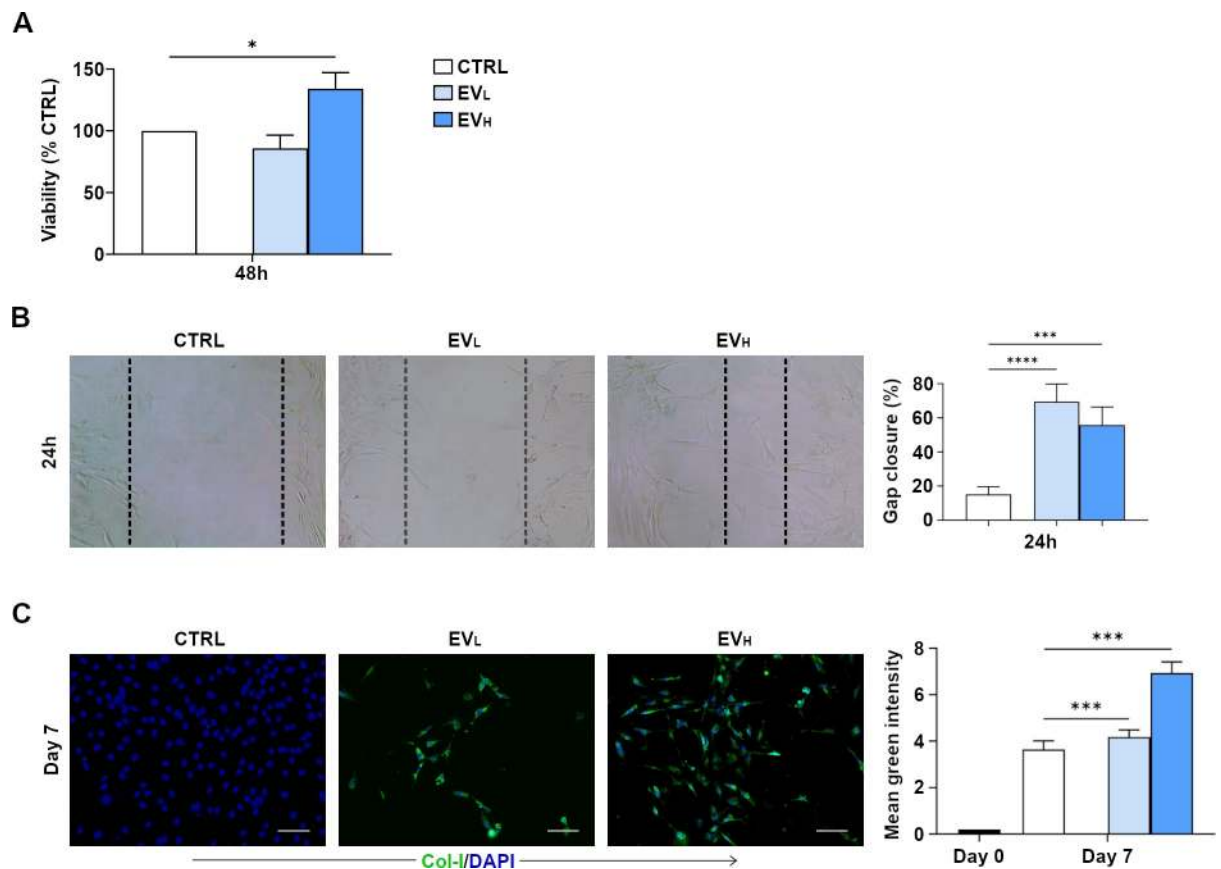 A
*
150
100
50
0
Viability (% CTRL)
48h
CTRL
EVL
EVH
B
CTRL
EVL
EVH
24h
***
****
80
60
40
20
0
Gap closure (%)
24h
C
CTRL
EVL
EVH
Day 7
Col-I/DAPI
***
***
8
6
4
2
0
Mean green intensity
Day 0
Day 7